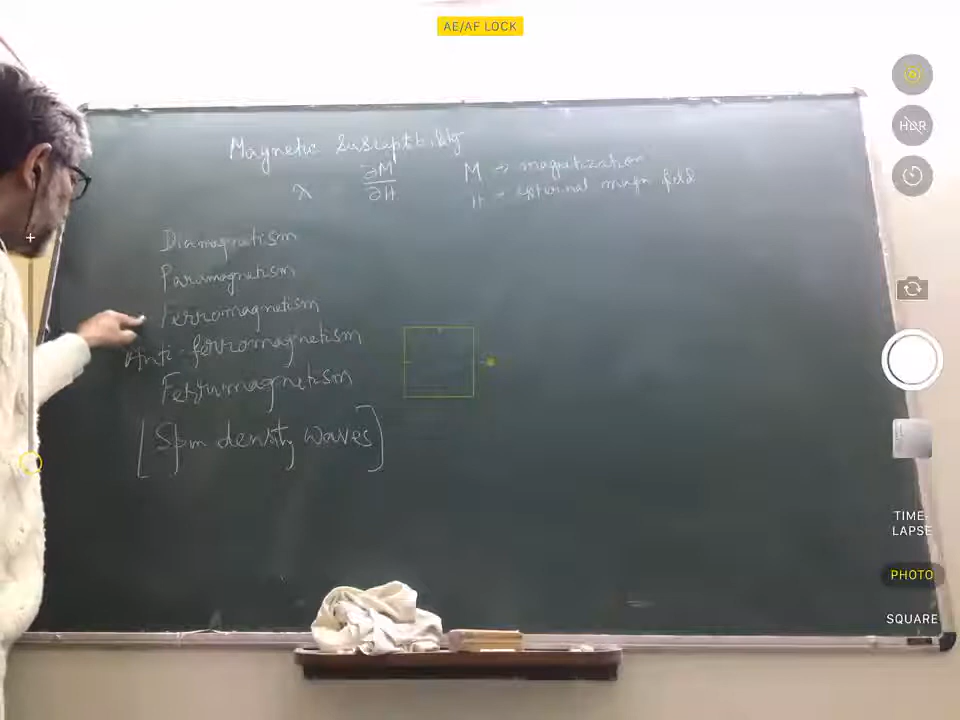 AE/AF LOCK
Magnetic Susceptibility
λ ∂M/∂H
M → magnetization
H → external magn field
Diamagnetism
Paramagnetism
Ferromagnetism
Anti-ferromagnetism
Ferrimagnetism
[Spin density waves]
HDR
TIME-
LAPSE
PHOTO
SQUARE